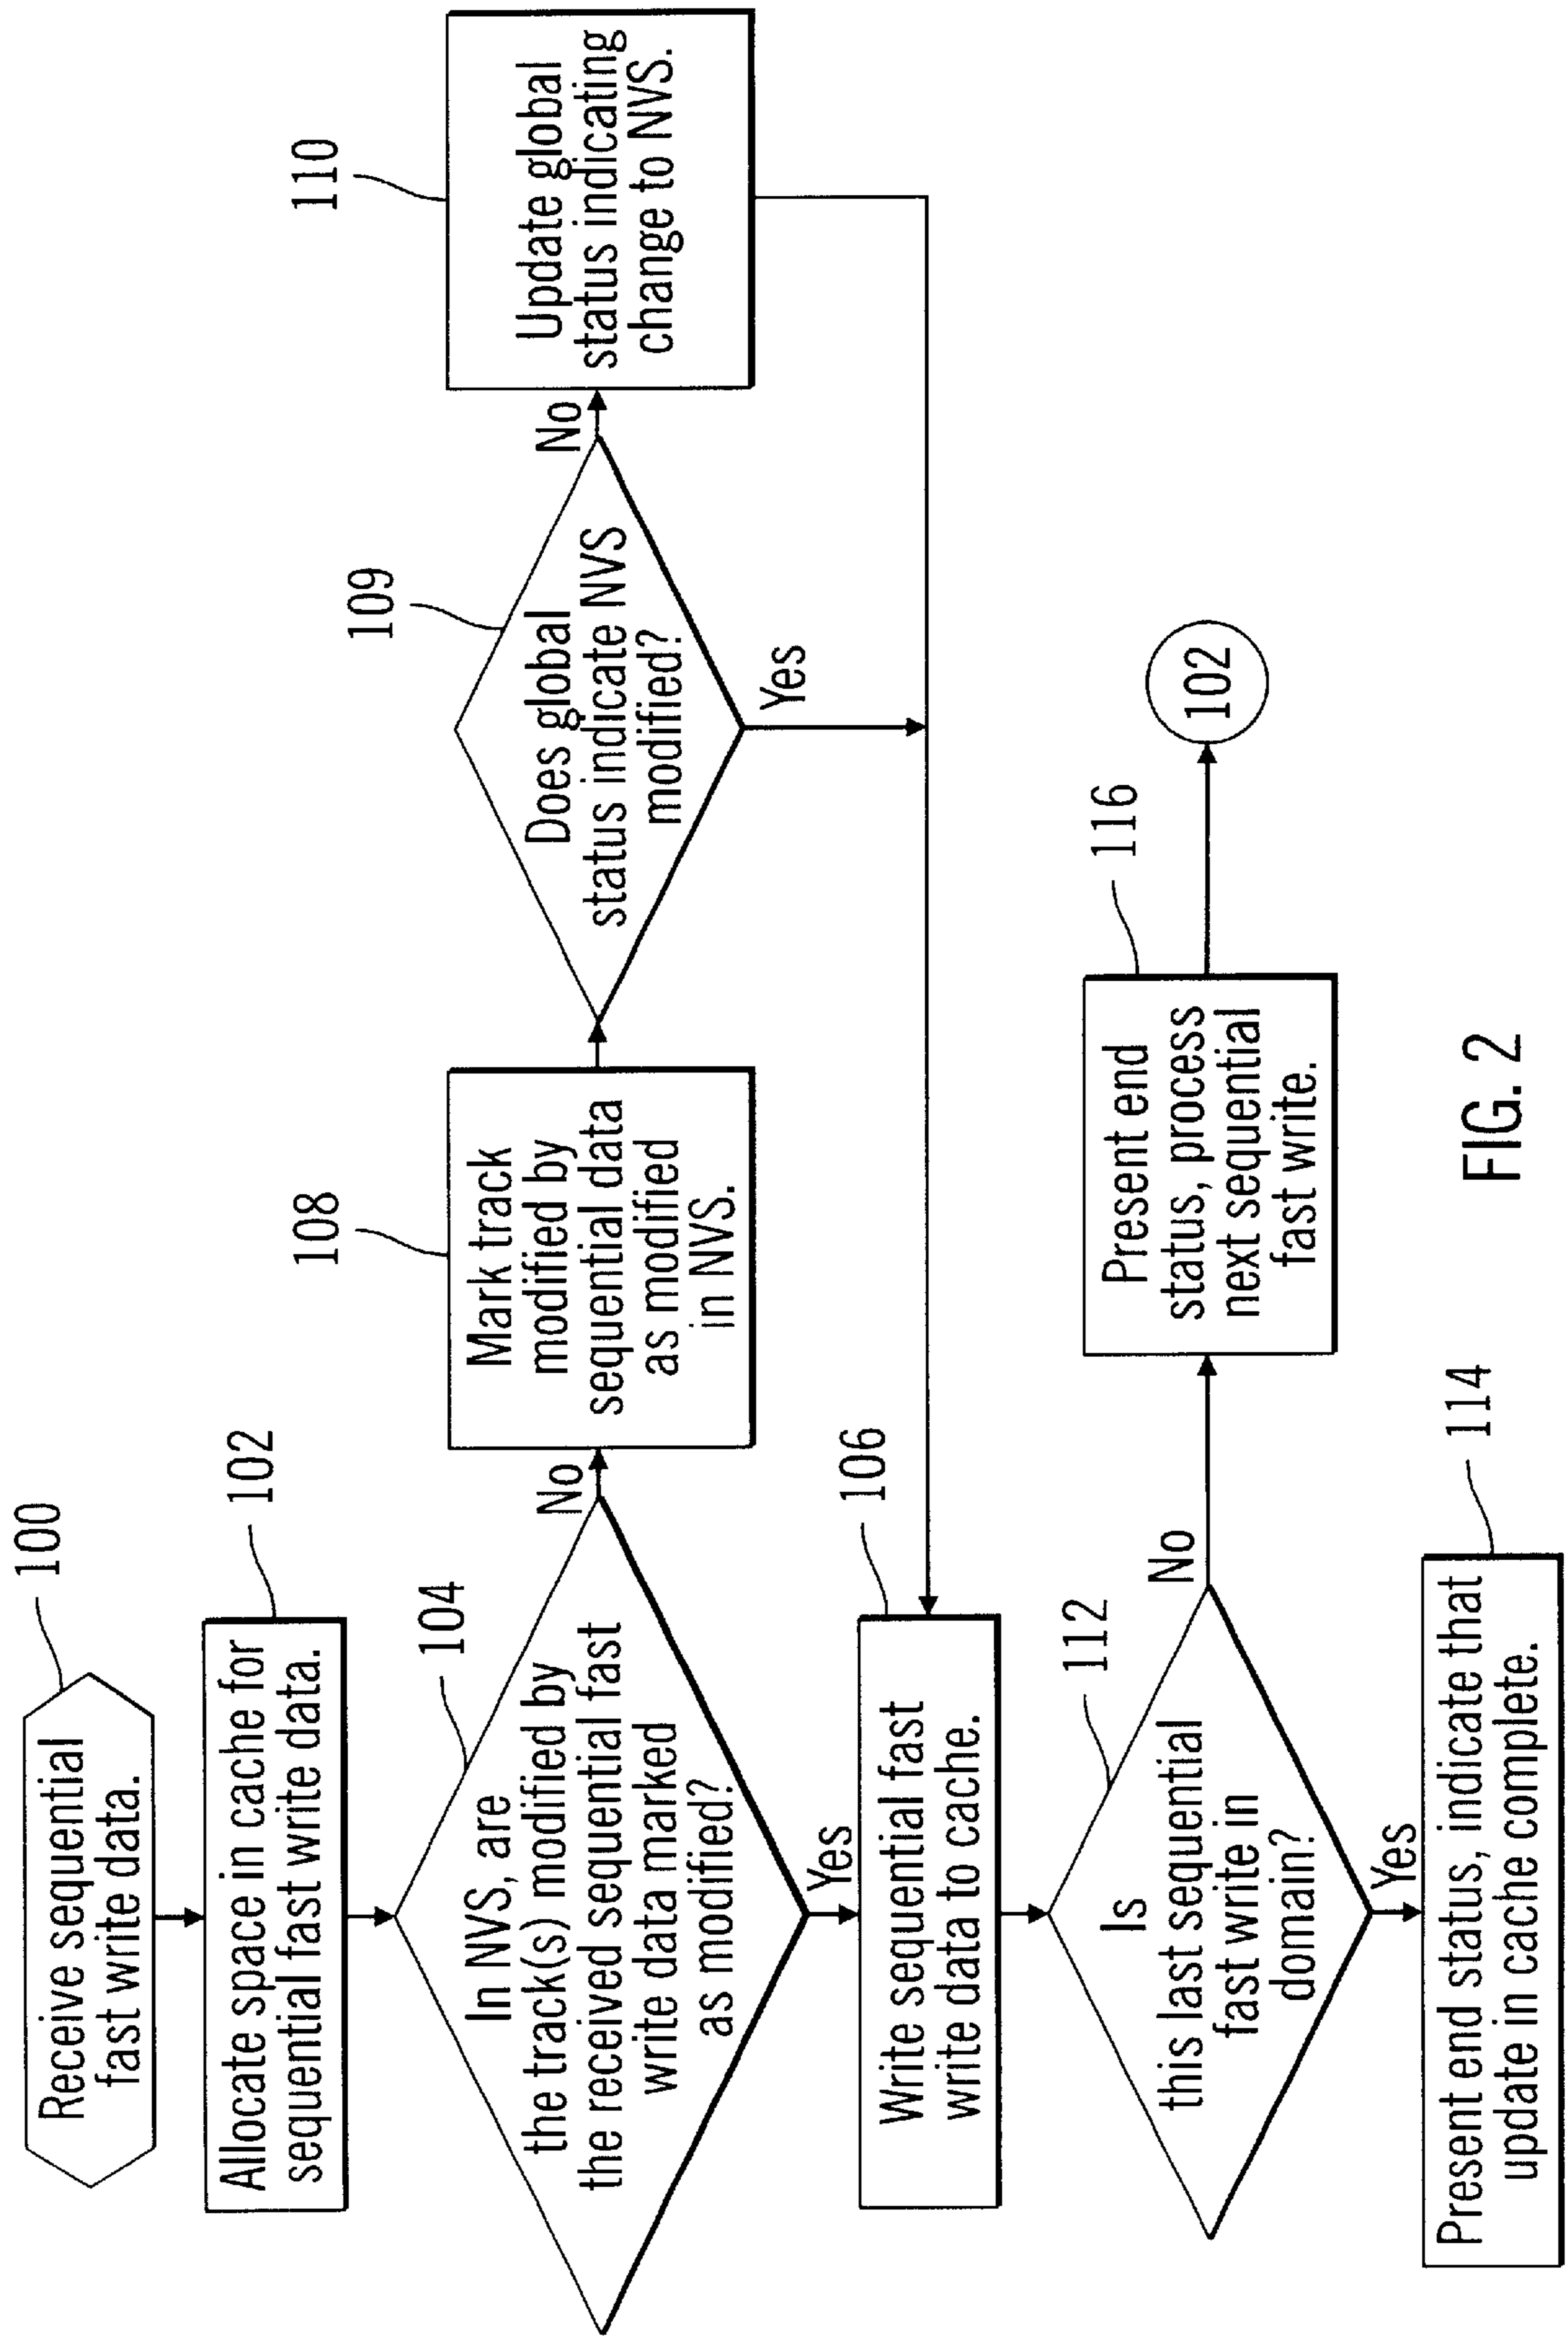 100
Receive sequential
fast write data.
102
Allocate space in cache for
sequential fast write data.
104
In NVS, are
the track(s) modified by
the received sequential fast
write data marked
as modified?
No
Yes
108
Mark track
modified by
sequential data
as modified
in NVS.
109
Does global
status indicate NVS
modified?
No
Yes
110
Update global
status indicating
change to NVS.
106
Write sequential fast
write data to cache.
112
Is
this last sequential
fast write in
domain?
No
Yes
116
Present end
status, process
next sequential
fast write.
102
114
Present end status, indicate that
update in cache complete.
FIG. 2